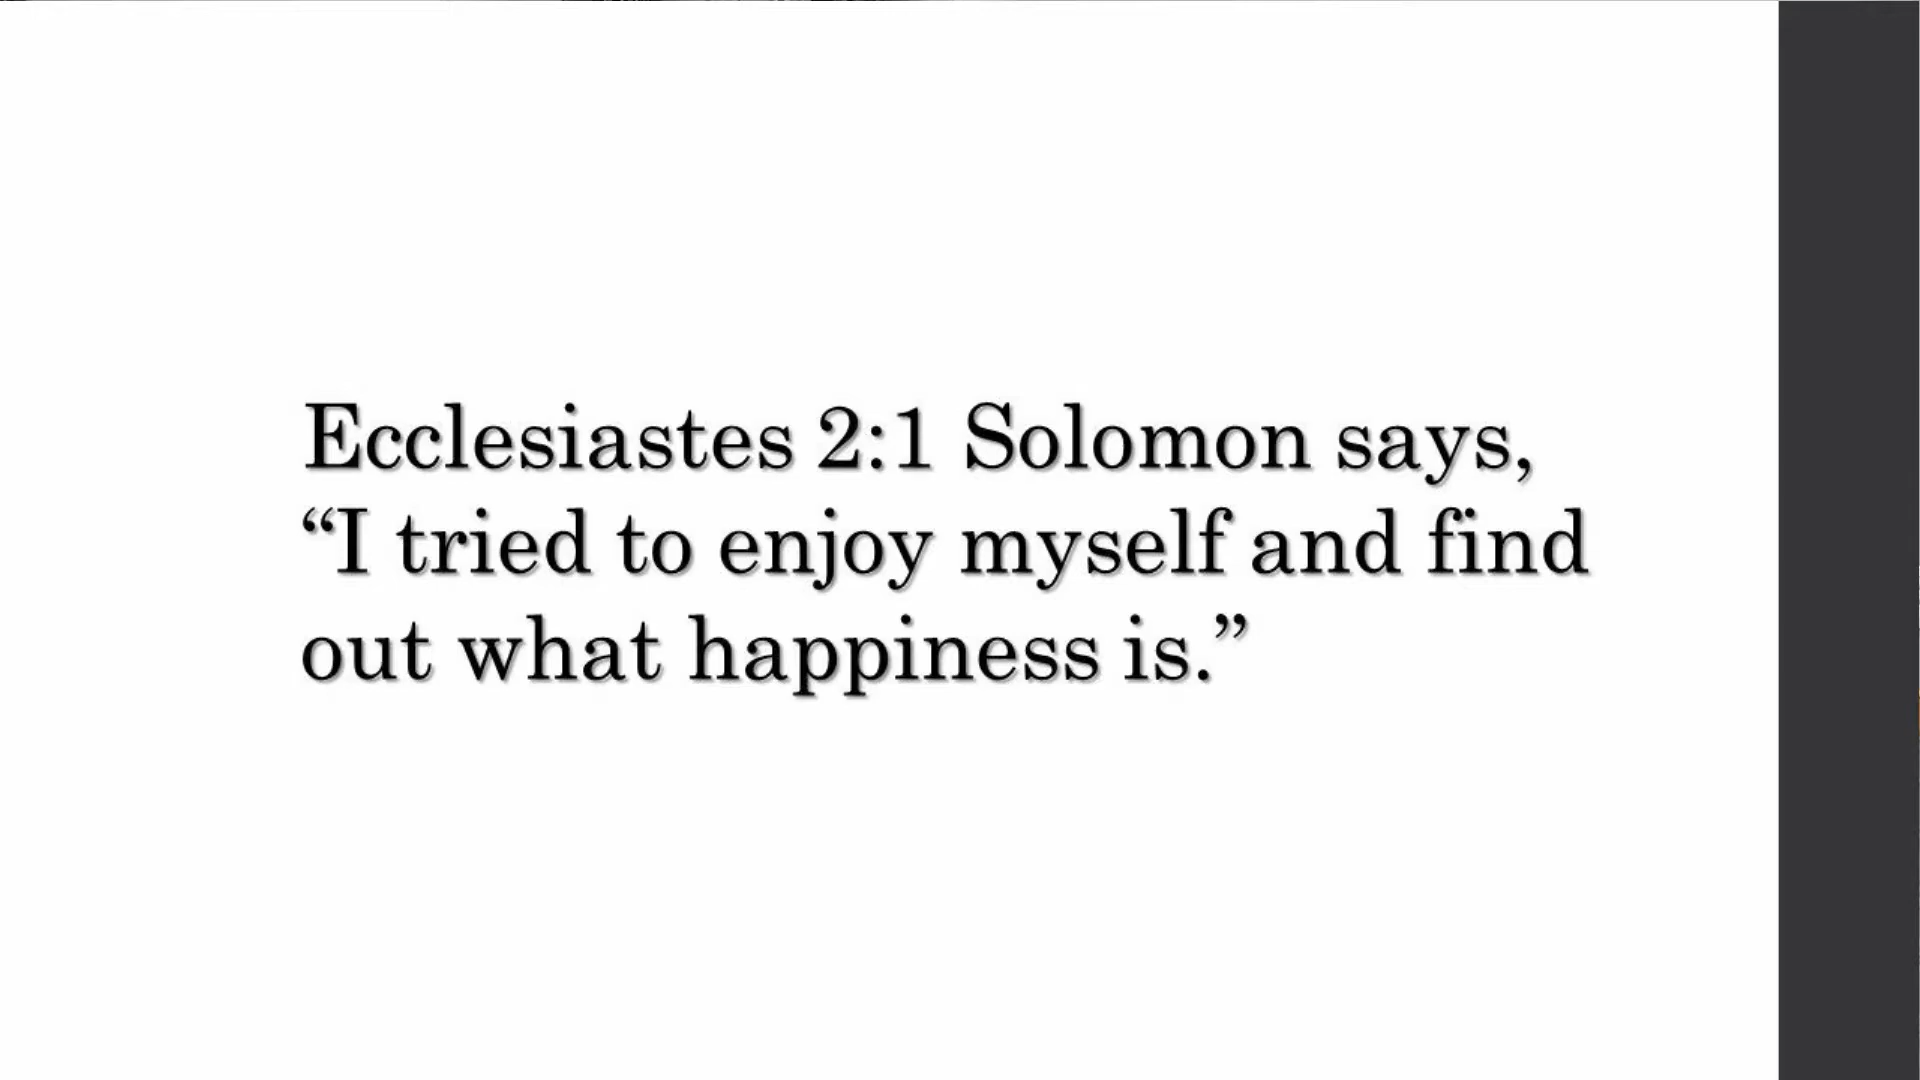 Ecclesiastes 2:1 Solomon says,
“I tried to enjoy myself and find
out what happiness is.”